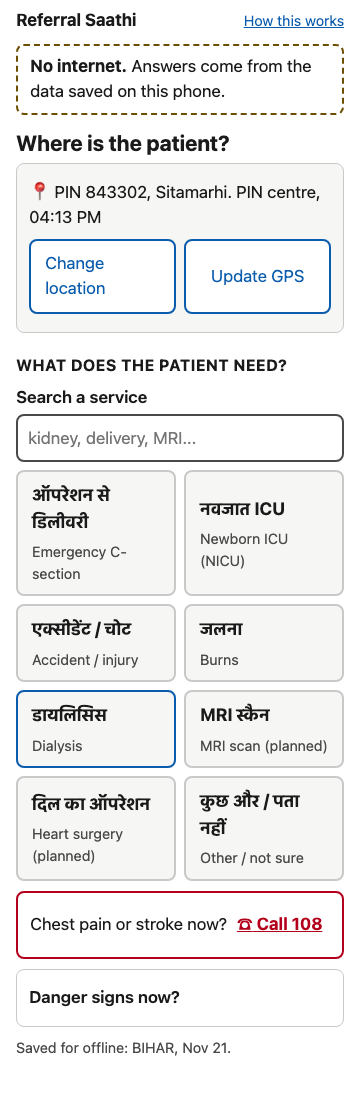 Referral Saathi
How this works
No internet. Answers come from the
data saved on this phone.
Where is the patient?
📍 PIN 843302, Sitamarhi. PIN centre,
04:13 PM
Change
location
Update GPS
WHAT DOES THE PATIENT NEED?
Search a service
kidney, delivery, MRI...
ऑपरेशन से
डिलीवरी
Emergency C-
section
नवजात ICU
Newborn ICU
(NICU)
एक्सीडेंट / चोट
Accident / injury
जलना
Burns
डायलिसिस
Dialysis
MRI स्कैन
MRI scan (planned)
दिल का ऑपरेशन
Heart surgery
(planned)
कुछ और / पता
नहीं
Other / not sure
Chest pain or stroke now? ☎ Call 108
Danger signs now?
Saved for offline: BIHAR, Nov 21.